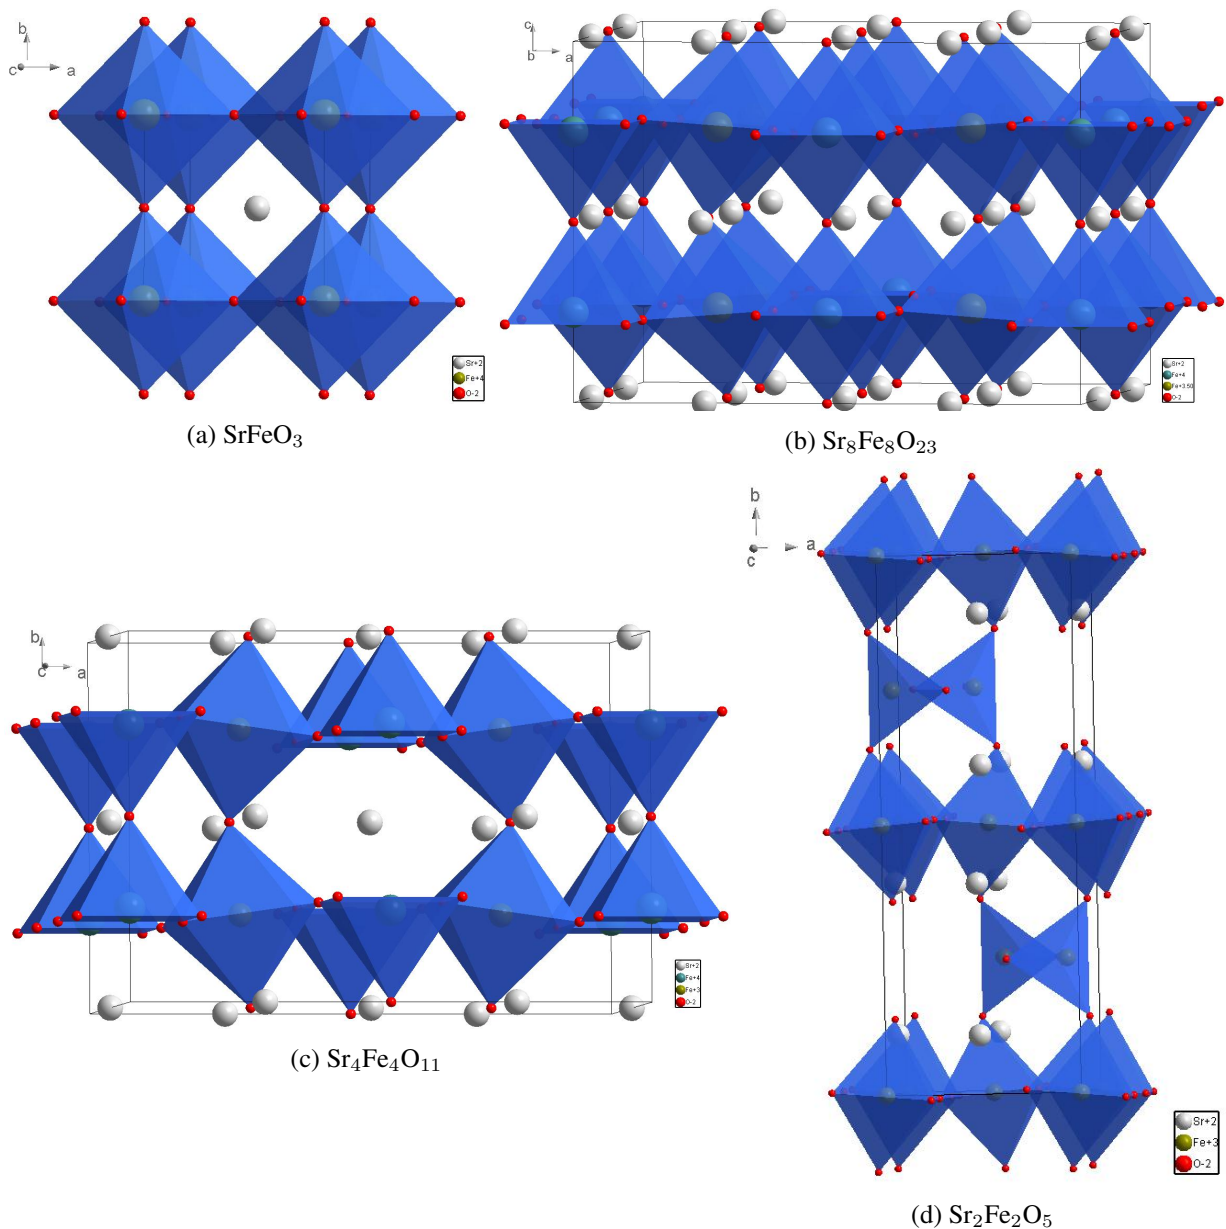 b
c
a
Sr+2
Fe+4
O-2
(a) SrFeO₃
c
b
a
Sr+2
Fe+4
Fe+3.50
O-2
(b) Sr₈Fe₈O₂₃
b
c
a
Sr+2
Fe+4
Fe+3
O-2
(c) Sr₄Fe₄O₁₁
b
a
c
Sr+2
Fe+3
O-2
(d) Sr₂Fe₂O₅